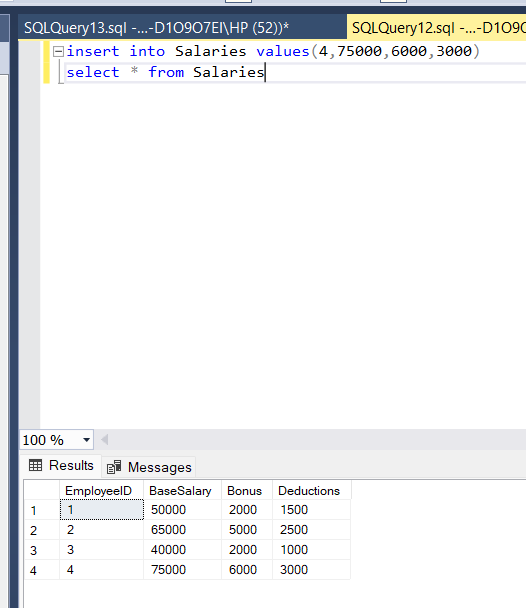 SQLQuery13.sql -...-D1O9O7EI\HP (52))* SQLQuery12.sql -...-D1O9O
insert into Salaries values(4,75000,6000,3000)
select * from Salaries
100 %
Results Messages
EmployeeID BaseSalary Bonus Deductions
1 1 50000 2000 1500
2 2 65000 5000 2500
3 3 40000 2000 1000
4 4 75000 6000 3000